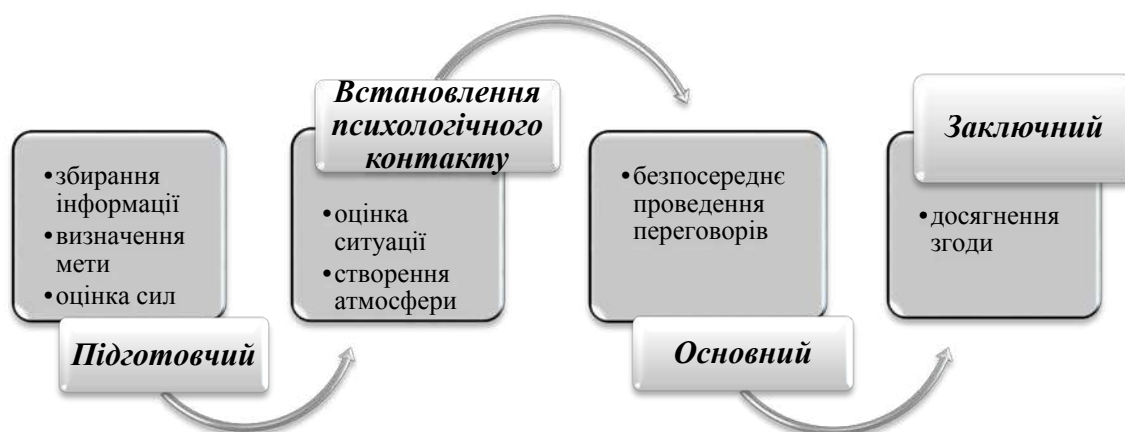 •збирання
інформації
•визначення
мети
•оцінка сил
Підготовчий
Встановлення
психологічного
контакту
•оцінка
ситуації
•створення
атмосфери
•безпосереднє
проведення
переговорів
Основний
Заключний
•досягнення
згоди